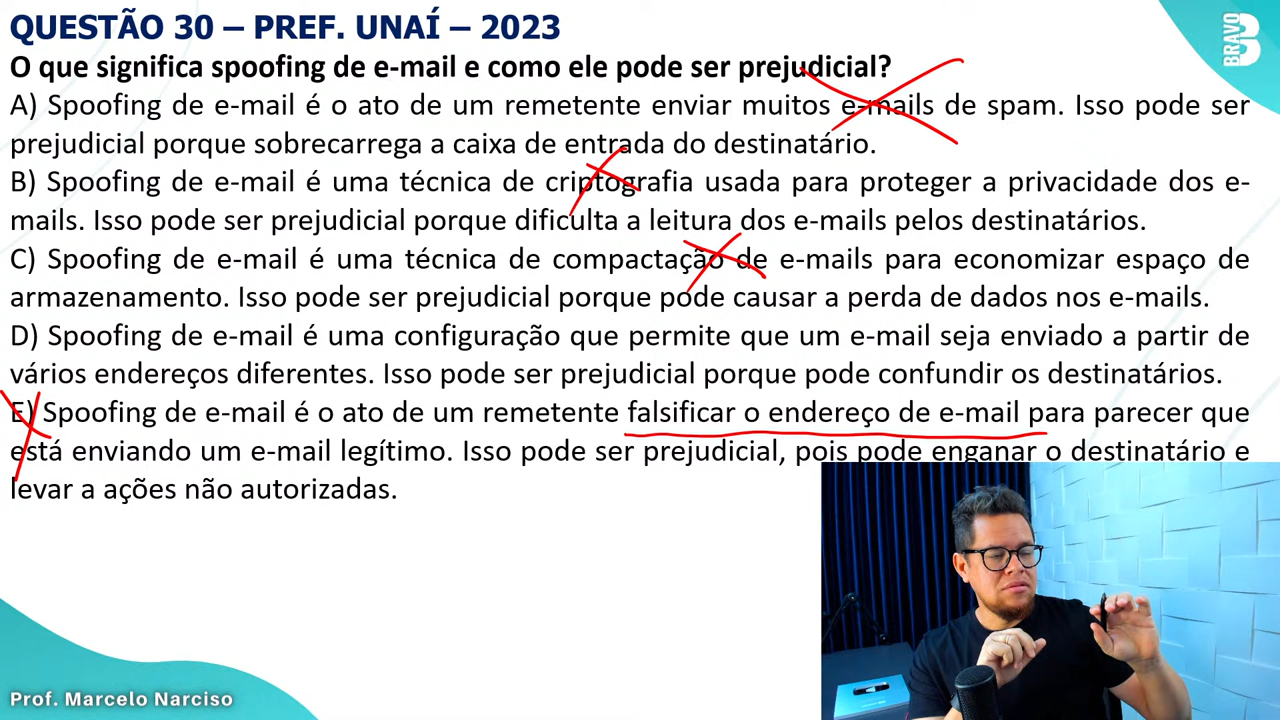 QUESTÃO 30 – PREF. UNAÍ – 2023
BRAVO
B
O que significa spoofing de e-mail e como ele pode ser prejudicial?
A) Spoofing de e-mail é o ato de um remetente enviar muitos e-mails de spam. Isso pode ser
prejudicial porque sobrecarrega a caixa de entrada do destinatário.
B) Spoofing de e-mail é uma técnica de criptografia usada para proteger a privacidade dos e-
mails. Isso pode ser prejudicial porque dificulta a leitura dos e-mails pelos destinatários.
C) Spoofing de e-mail é uma técnica de compactação de e-mails para economizar espaço de
armazenamento. Isso pode ser prejudicial porque pode causar a perda de dados nos e-mails.
D) Spoofing de e-mail é uma configuração que permite que um e-mail seja enviado a partir de
vários endereços diferentes. Isso pode ser prejudicial porque pode confundir os destinatários.
E) Spoofing de e-mail é o ato de um remetente falsificar o endereço de e-mail para parecer que
está enviando um e-mail legítimo. Isso pode ser prejudicial, pois pode enganar o destinatário e
levar a ações não autorizadas.
Prof. Marcelo Narciso